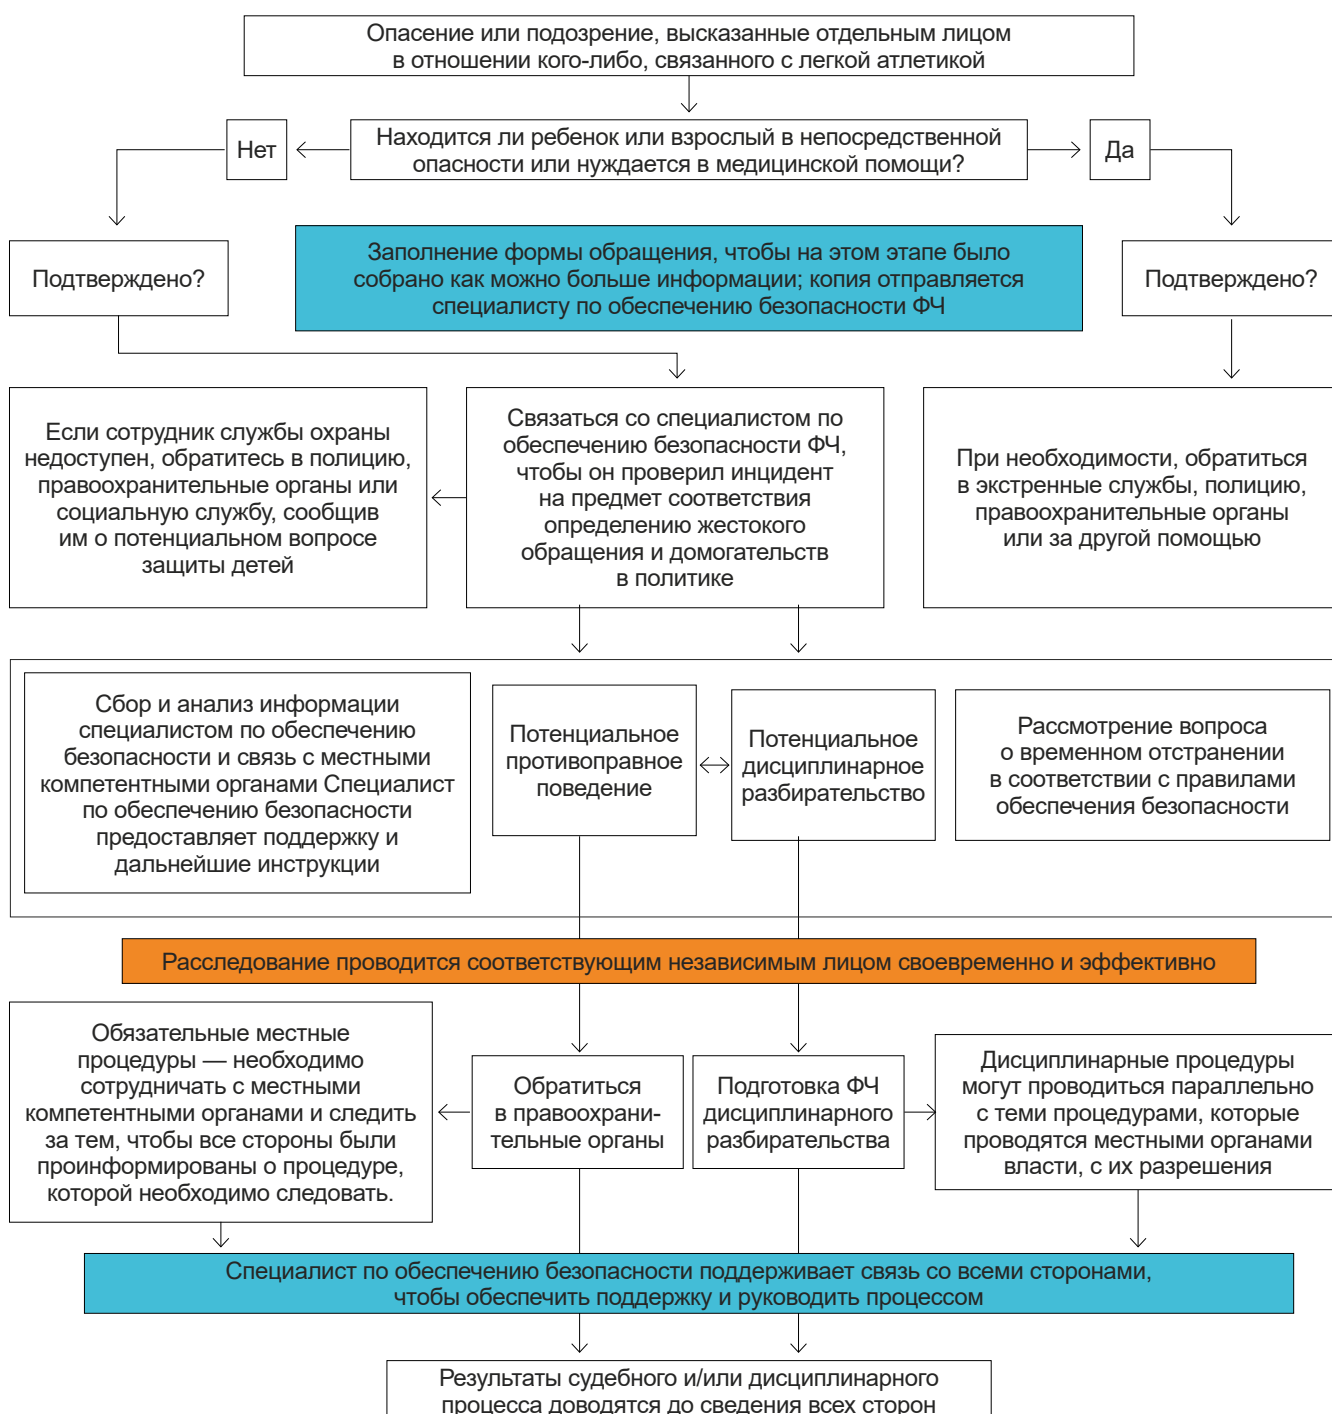 Опасение или подозрение, высказанные отдельным лицом
в отношении кого-либо, связанного с легкой атлетикой
Нет
Находится ли ребенок или взрослый в непосредственной
опасности или нуждается в медицинской помощи?
Да
Подтверждено?
Заполнение формы обращения, чтобы на этом этапе было
собрано как можно больше информации; копия отправляется
специалисту по обеспечению безопасности ФЧ
Подтверждено?
Если сотрудник службы охраны
недоступен, обратитесь в полицию,
правоохранительные органы или
социальную службу, сообщив
им о потенциальном вопросе
защиты детей
Связаться со специалистом по
обеспечению безопасности ФЧ,
чтобы он проверил инцидент
на предмет соответствия
определению жестокого
обращения и домогательств
в политике
При необходимости, обратиться
в экстренные службы, полицию,
правоохранительные органы
или за другой помощью
Сбор и анализ информации
специалистом по обеспечению
безопасности и связь с местными
компетентными органами Специалист
по обеспечению безопасности
предоставляет поддержку и
дальнейшие инструкции
Потенциальное
противоправное
поведение
Потенциальное
дисциплинарное
разбирательство
Рассмотрение вопроса
о временном отстранении
в соответствии с правилами
обеспечения безопасности
Расследование проводится соответствующим независимым лицом своевременно и эффективно
Обязательные местные
процедуры — необходимо
сотрудничать с местными
компетентными органами и следить
за тем, чтобы все стороны были
проинформированы о процедуре,
которой необходимо следовать.
Обратиться
в правоохрани-
тельные органы
Подготовка ФЧ
дисциплинарного
разбирательства
Дисциплинарные процедуры
могут проводиться параллельно
с теми процедурами, которые
проводятся местными органами
власти, с их разрешения
Специалист по обеспечению безопасности поддерживает связь со всеми сторонами,
чтобы обеспечить поддержку и руководить процессом
Результаты судебного и/или дисциплинарного
процесса доводятся до сведения всех сторон